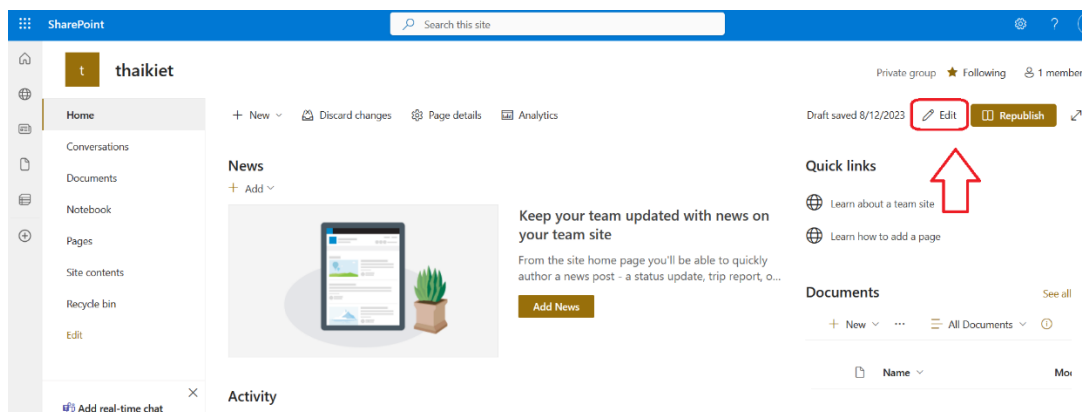 SharePoint
Search this site
?
t
thaikiet
Private group
Following
1 member
Home
Conversations
Documents
Notebook
Pages
Site contents
Recycle bin
Edit
Add real-time chat
+ New
Discard changes
Page details
Analytics
Draft saved 8/12/2023
Edit
Republish
News
+ Add
Keep your team updated with news on
your team site
From the site home page you'll be able to quickly
author a news post - a status update, trip report, o...
Add News
Activity
Quick links
Learn about a team site
Learn how to add a page
Documents
See all
+ New
...
All Documents
Name